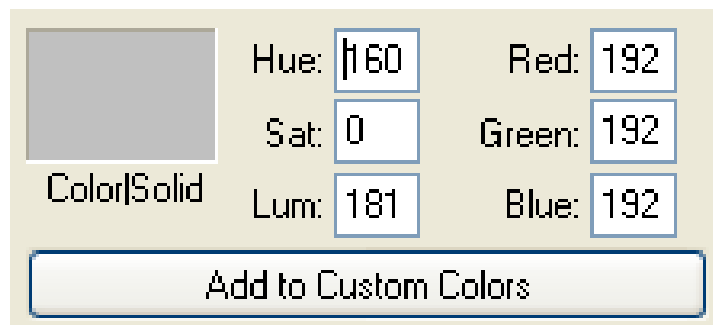 Hue: 160 Red: 192
Sat: 0 Green: 192
Color|Solid
Lum: 181 Blue: 192
Add to Custom Colors